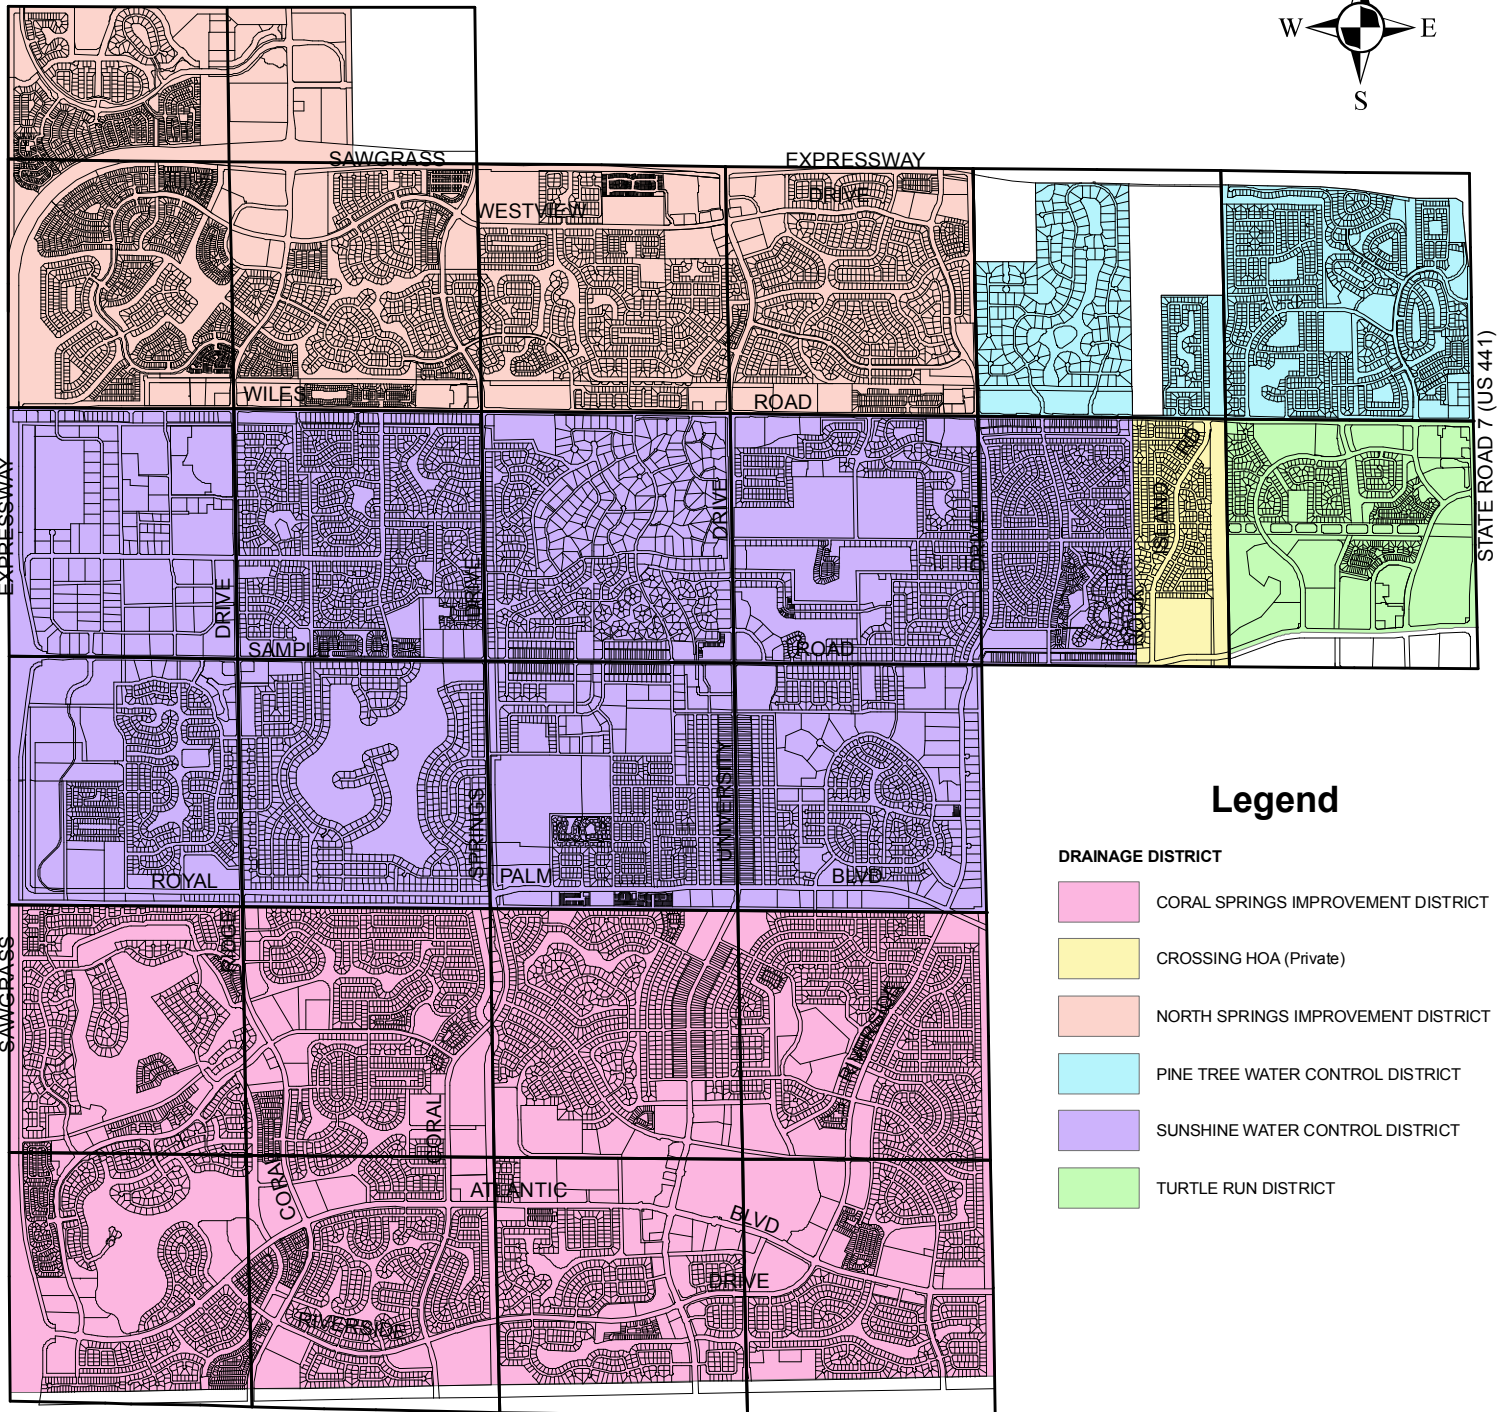 W E
S
SAWGRASS EXPRESSWAY
WESTVIEW DRIVE
WILES ROAD
STATE ROAD 7 (US 441)
EXPRESSWAY
DRIVE
DRIVE
DRIVE
DRIVE
ISLAND RD
ROCK
SAMPLE ROAD
UNIVERSITY
SPRINGS
ROYAL PALM BLVD
Legend
DRAINAGE DISTRICT
CORAL SPRINGS IMPROVEMENT DISTRICT
CROSSING HOA (Private)
NORTH SPRINGS IMPROVEMENT DISTRICT
PINE TREE WATER CONTROL DISTRICT
SUNSHINE WATER CONTROL DISTRICT
TURTLE RUN DISTRICT
SAWGRASS
RIDGE
RIVERSIDE
CORAL
CORAL
ATLANTIC
BLVD
DRIVE
RIVERSIDE